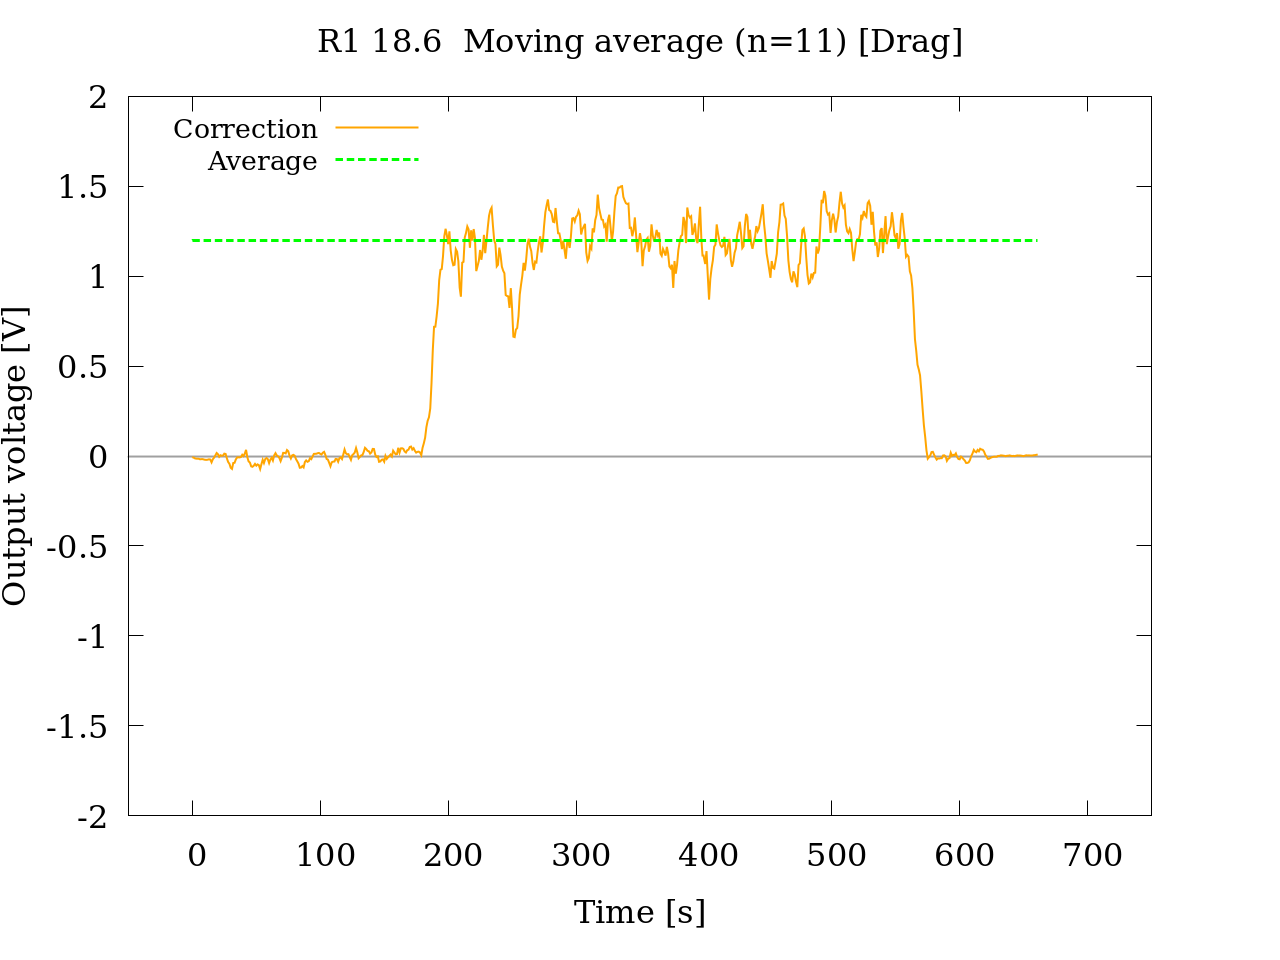 R1 18.6  Moving average (n=11) [Drag]
Correction
Average
Output voltage [V]
2
1.5
1
0.5
0
-0.5
-1
-1.5
-2
0 100 200 300 400 500 600 700
Time [s]